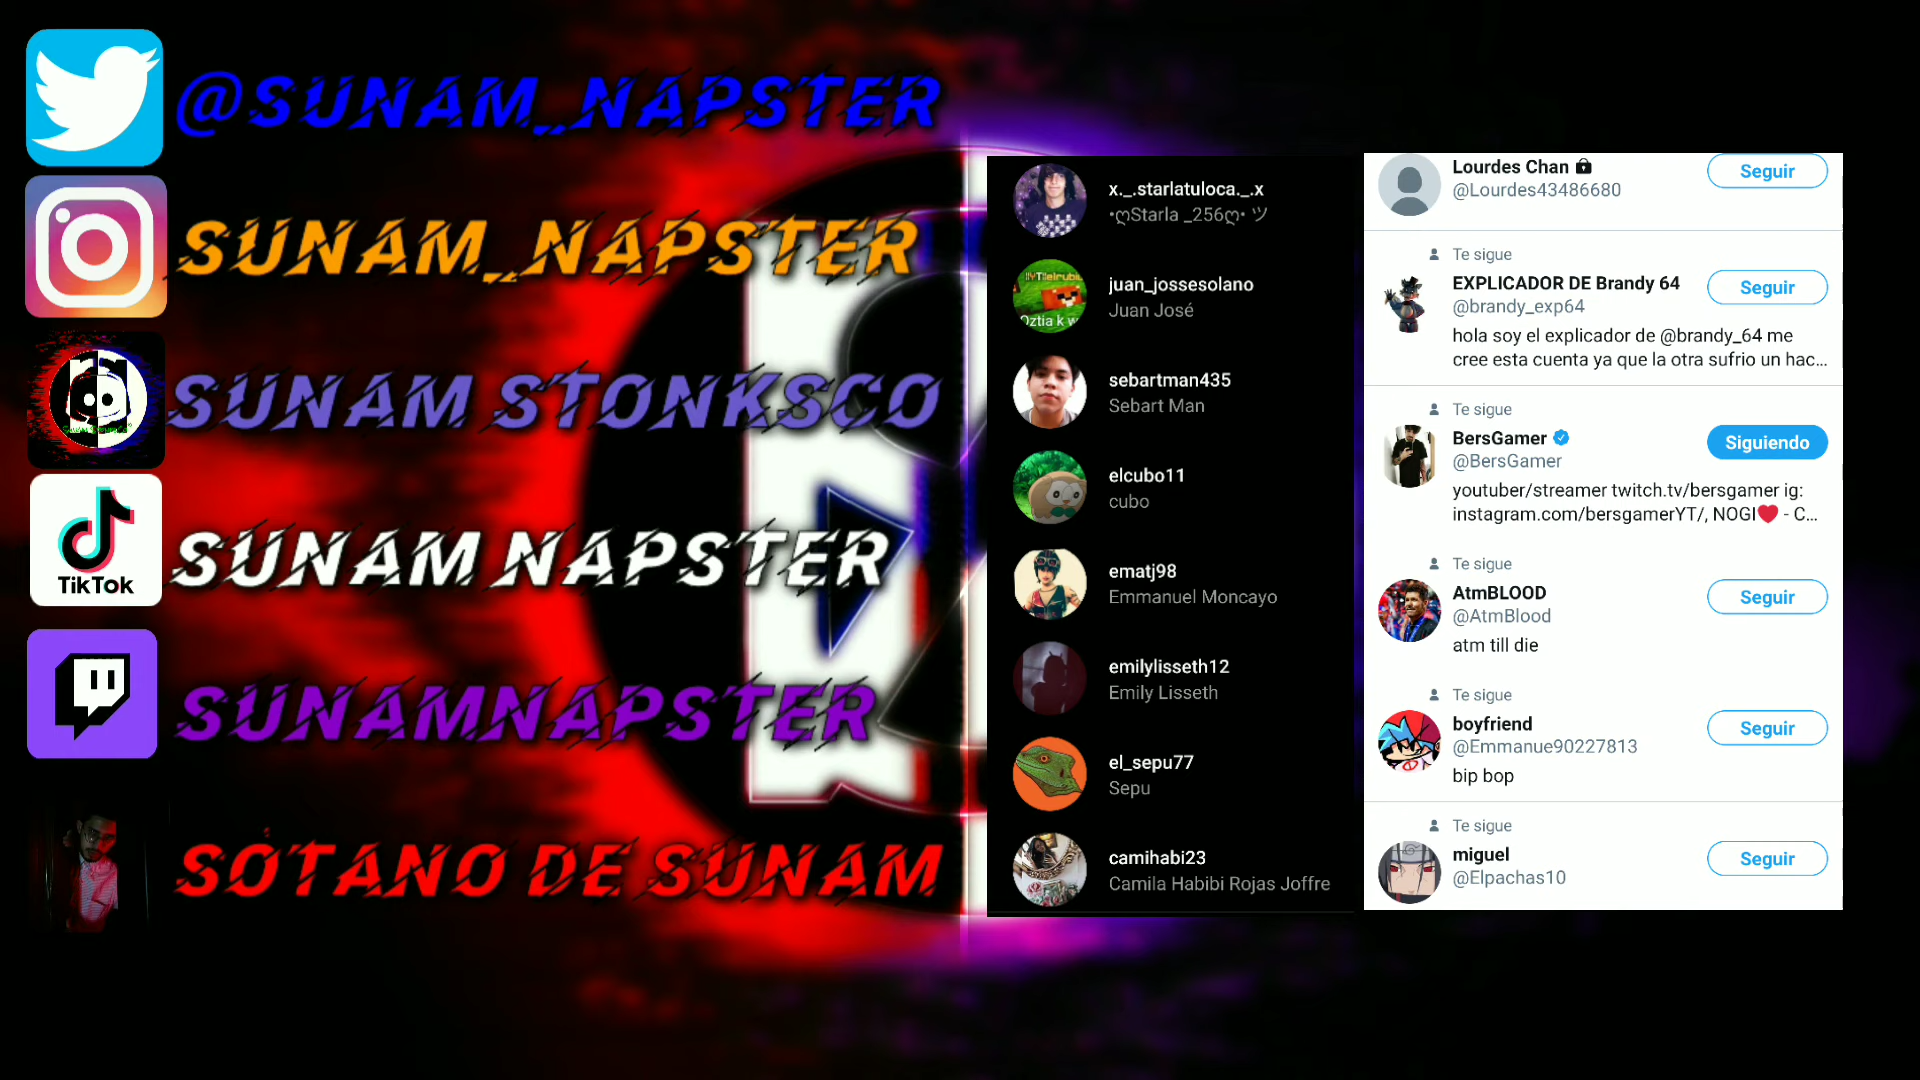 @SUNAM_NAPSTER
SUNAM_NAPSTER
SUNAM STONKSCO
TikTok
SUNAM NAPSTER
SUNAMNAPSTER
SÓTANO DE SUNAM
x._.starlatuloca._.x
•ღStarla _256ღ• ツ
juan_jossesolano
Juan José
Oztia k w
sebartman435
Sebart Man
elcubo11
cubo
ematj98
Emmanuel Moncayo
emilylisseth12
Emily Lisseth
el_sepu77
Sepu
camihabi23
Camila Habibi Rojas Joffre
Lourdes Chan
@Lourdes43486680
Seguir
Te sigue
EXPLICADOR DE Brandy 64
@brandy_exp64
Seguir
hola soy el explicador de @brandy_64 me
cree esta cuenta ya que la otra sufrio un hac...
Te sigue
BersGamer
@BersGamer
Siguiendo
youtuber/streamer twitch.tv/bersgamer ig:
instagram.com/bersgamerYT/, NOGI❤️ - C...
Te sigue
AtmBLOOD
@AtmBlood
Seguir
atm till die
Te sigue
boyfriend
@Emmanue90227813
Seguir
bip bop
Te sigue
miguel
@Elpachas10
Seguir